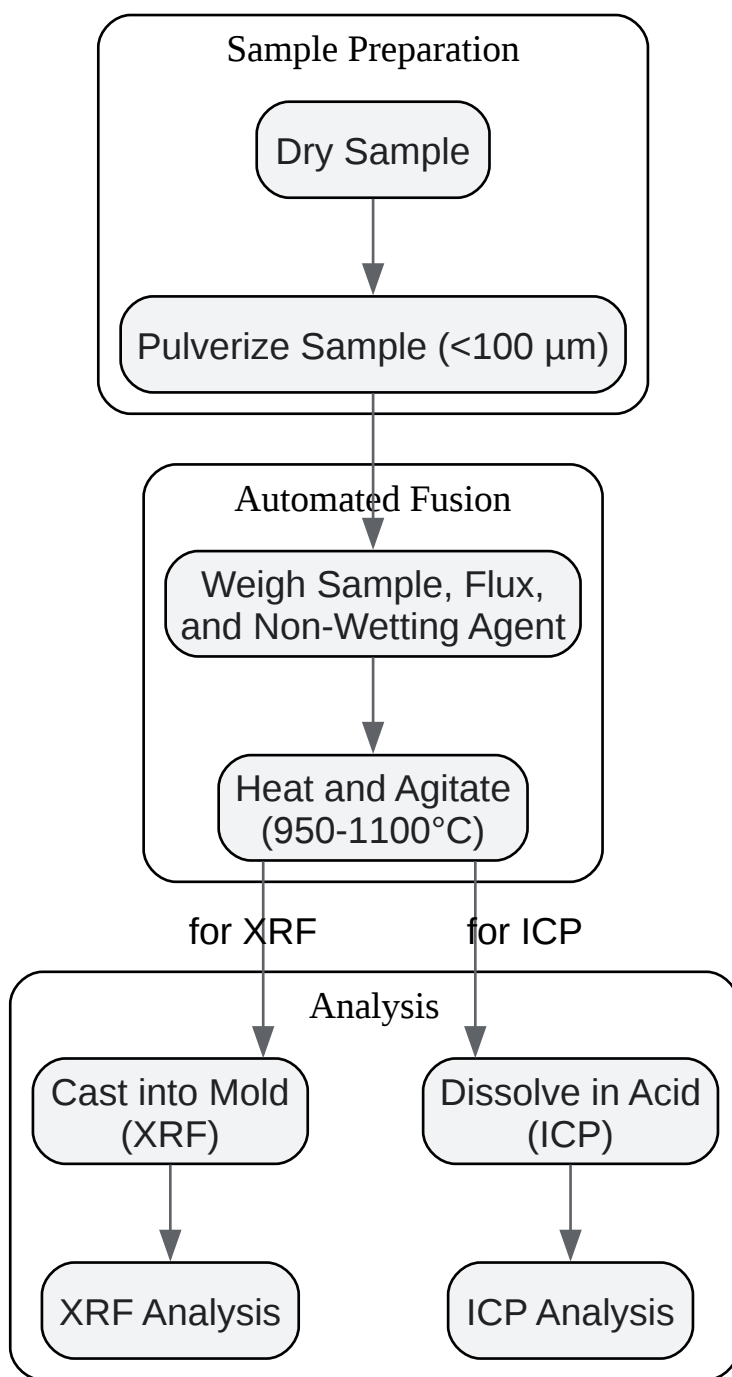 Sample Preparation
Dry Sample
Pulverize Sample (<100 µm)
Automated Fusion
Weigh Sample, Flux,
and Non-Wetting Agent
Heat and Agitate
(950-1100°C)
for XRF
for ICP
Analysis
Cast into Mold
(XRF)
Dissolve in Acid
(ICP)
XRF Analysis
ICP Analysis